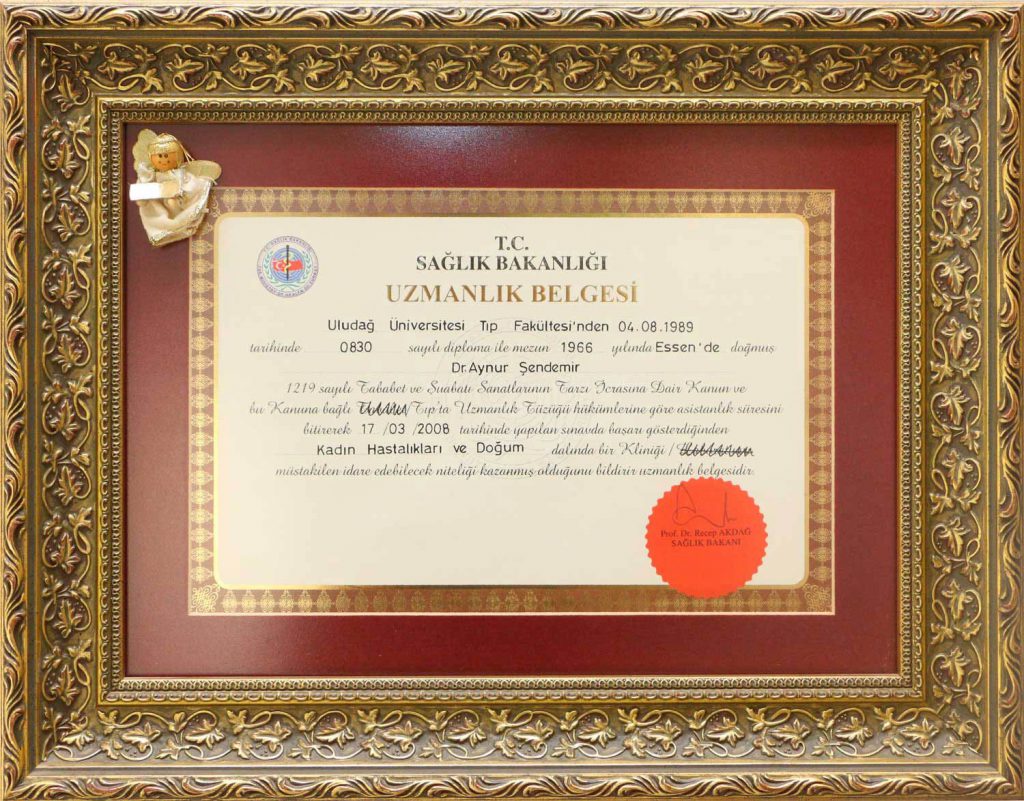 T.C.
SAĞLIK BAKANLIĞI
UZMANLIK BELGESİ
Uludağ Üniversitesi Tıp Fakültesi'nden 04.08.1989
tarihinde 0830 sayılı diploma ile mezun 1966 yılında Essen'de doğmuş
Dr.Aynur Şendemir
1219 sayılı Tababet ve Şuabatı Sanatlarının Tarzı İcrasına Dair Kanun ve
bu Kanuna bağlı /Tıp'ta Uzmanlık Tüzüğü hükümlerine göre asistanlık süresini
bitirerek 17 /03 /2008 tarihinde yapılan sınavda başarı gösterdiğinden
Kadın Hastalıkları ve Doğum dalında bir Kliniği /
müstakilen idare edebilecek niteliği kazanmış olduğunu bildirir uzmanlık belgesidir.
Prof. Dr. Recep AKDAĞ
SAĞLIK BAKANI